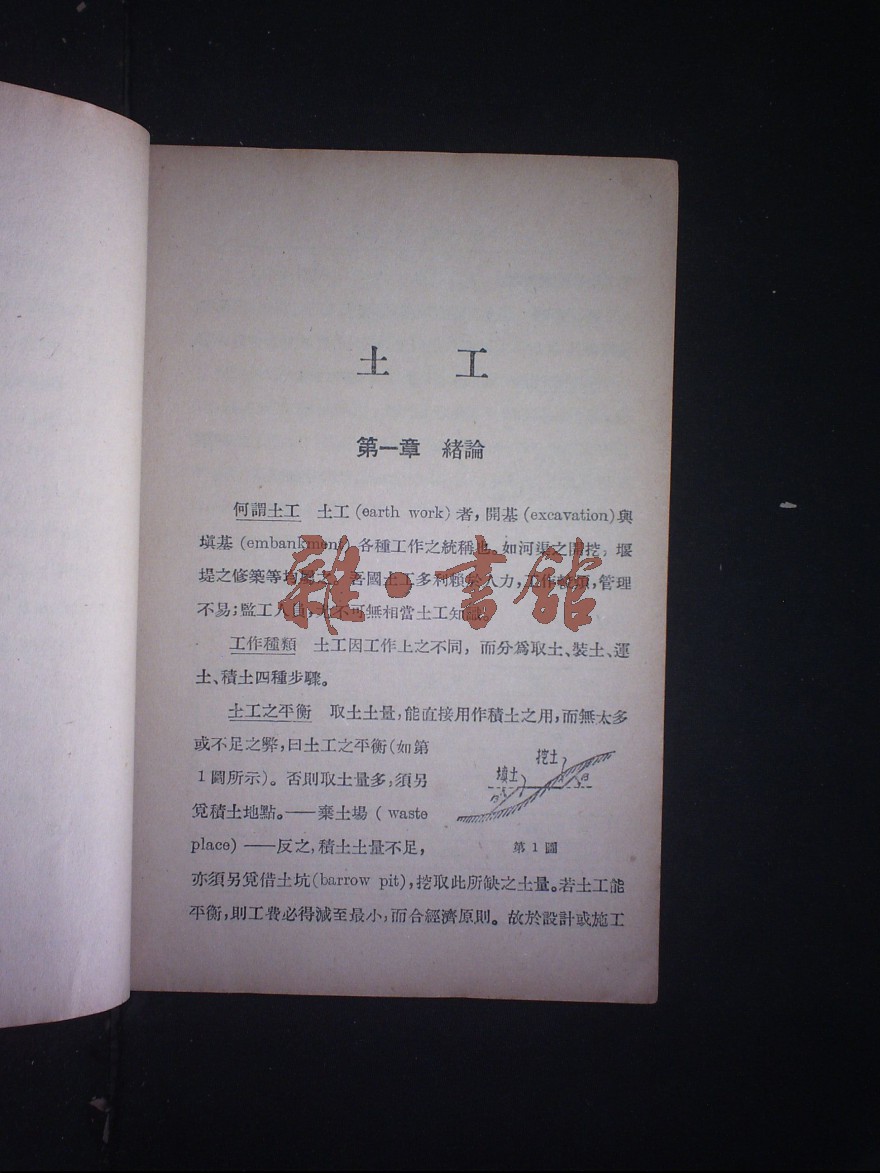 土 工
第一章 緒論
何謂土工 土工(earth work)者，開基(excavation)與
塡基(embankment)各種工作之統稱也。如河渠之開挖，堰
堤之修築等均屬之。吾國土工多利賴於人力，工作，管理
不易；監工人員，尤不可無相當土工知識。
工作種類 土工因工作上之不同，而分爲取土、裝土、運
土、積土四種步驟。
土工之平衡 取土土量，能直接用作積土之用，而無太多
或不足之弊，曰土工之平衡(如第
1圖所示)。否則取土量多，須另
覓積土地點。——棄土場(waste
place)——反之，積土土量不足，
挖土
填土
第1圖
亦須另覓借土坑(barrow pit)，挖取此所缺之土量。若土工能
平衡，則工費必得減至最小，而合經濟原則。故於設計或施工
雜·書館